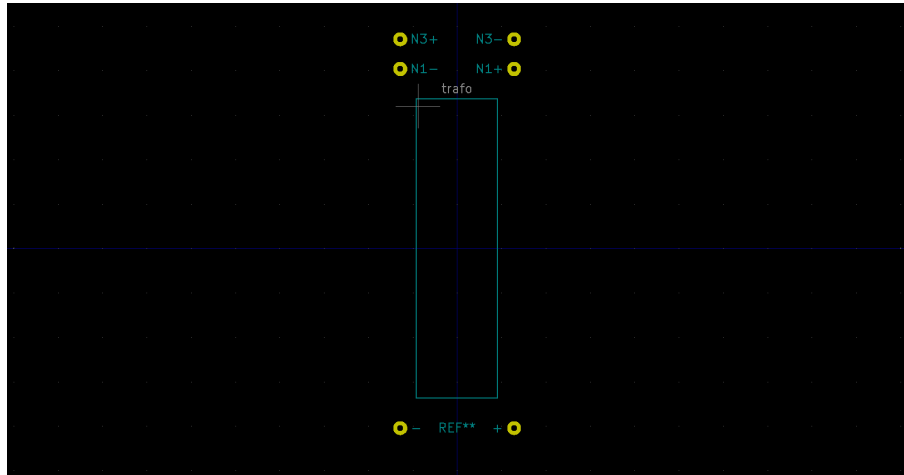 N3+ N3-
N1- N1+
trafo
- REF** +